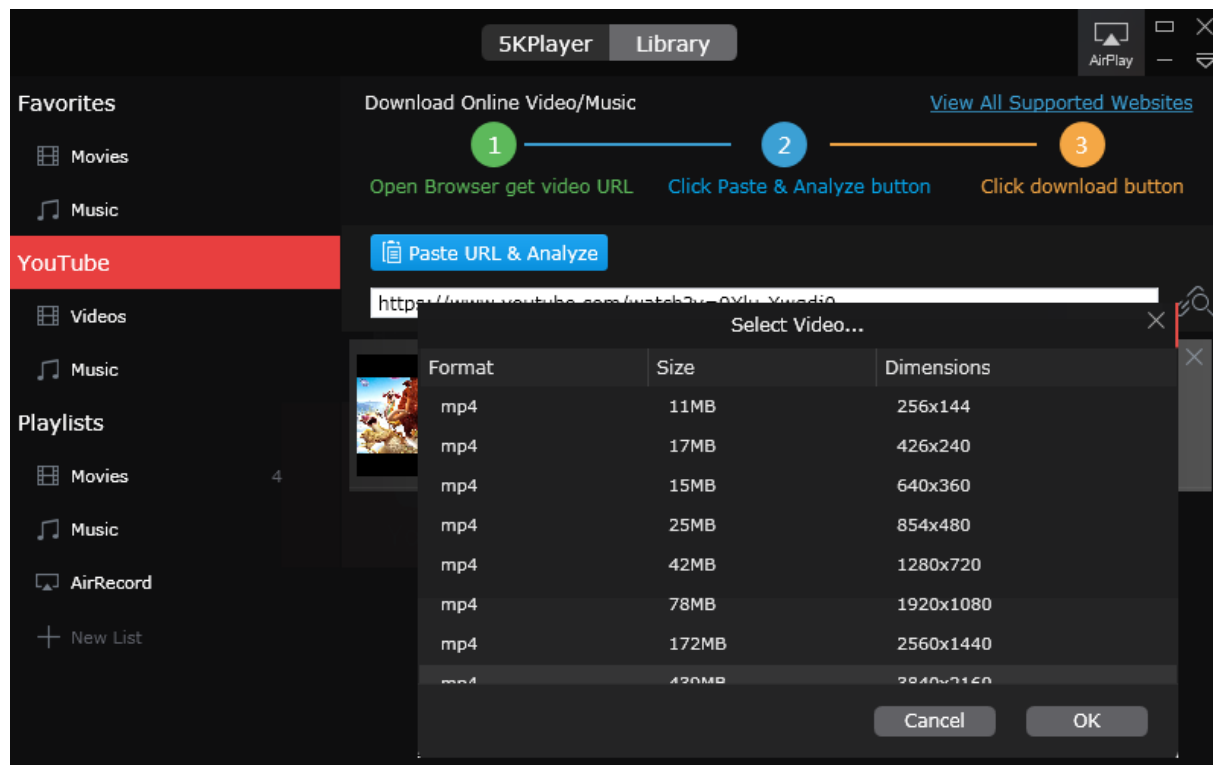 5KPlayer Library
AirPlay
Favorites
Movies
Music
YouTube
Videos
Music
Playlists
Movies 4
Music
AirRecord
New List
Download Online Video/Music View All Supported Websites
1 2 3
Open Browser get video URL Click Paste & Analyze button Click download button
Paste URL & Analyze
Select Video...
Format Size Dimensions
mp4 11MB 256x144
mp4 17MB 426x240
mp4 15MB 640x360
mp4 25MB 854x480
mp4 42MB 1280x720
mp4 78MB 1920x1080
mp4 172MB 2560x1440
mp4 3840x2160
Cancel OK